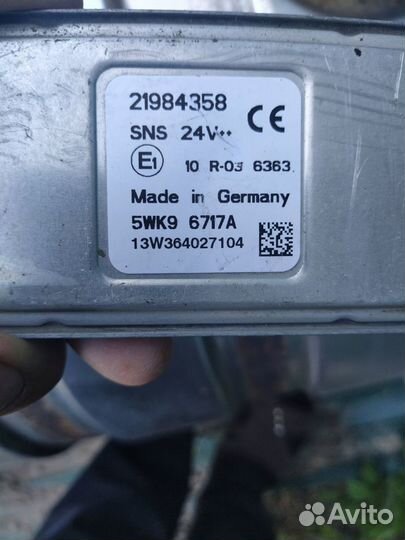 21984358
SNS 24V CE
E1 10 R-03 6363
Made in Germany
5WK9 6717A
13W364027104
Avito